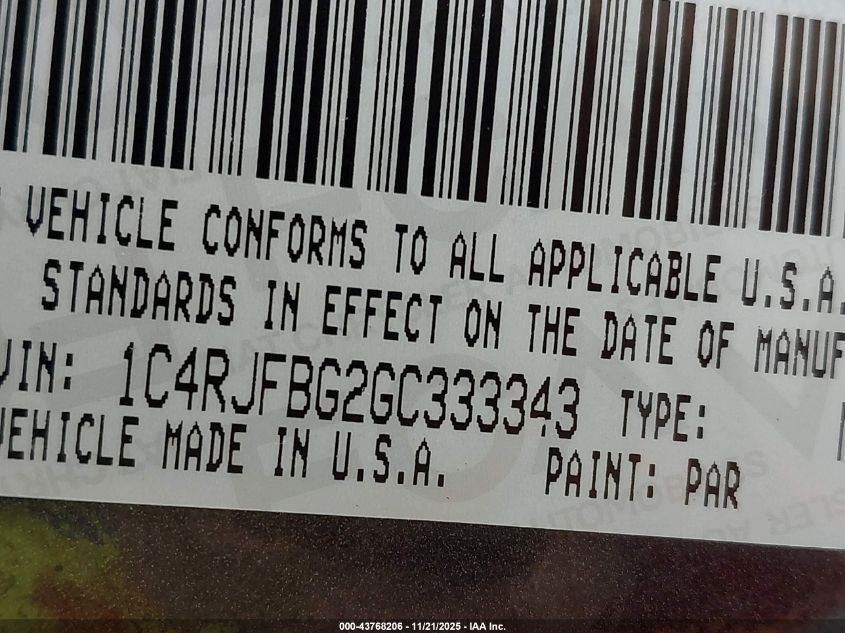 VEHICLE CONFORMS TO ALL APPLICABLE U.S.A.
STANDARDS IN EFFECT ON THE DATE OF MANUF
VIN: 1C4RJFBG2GC333343 TYPE:
VEHICLE MADE IN U.S.A. PAINT: PAR
000-43768206 - 11/21/2025 - IAA Inc.